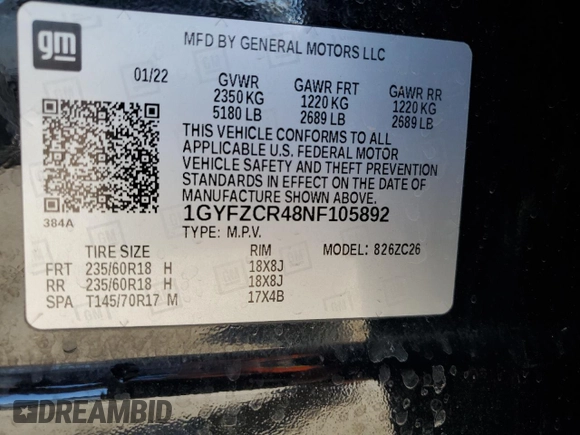 gm
MFD BY GENERAL MOTORS LLC
01/22 GVWR GAWR FRT GAWR RR
2350 KG 1220 KG 1220 KG
5180 LB 2689 LB 2689 LB
THIS VEHICLE CONFORMS TO ALL
APPLICABLE U.S. FEDERAL MOTOR
VEHICLE SAFETY AND THEFT PREVENTION
STANDARDS IN EFFECT ON THE DATE OF
MANUFACTURE SHOWN ABOVE.
1GYFZCR48NF105892
384A
TYPE: M.P.V. MODEL: 826ZC26
TIRE SIZE RIM
FRT 235/60R18 H 18X8J
RR 235/60R18 H 18X8J
SPA T145/70R17 M 17X4B
DREAMBID